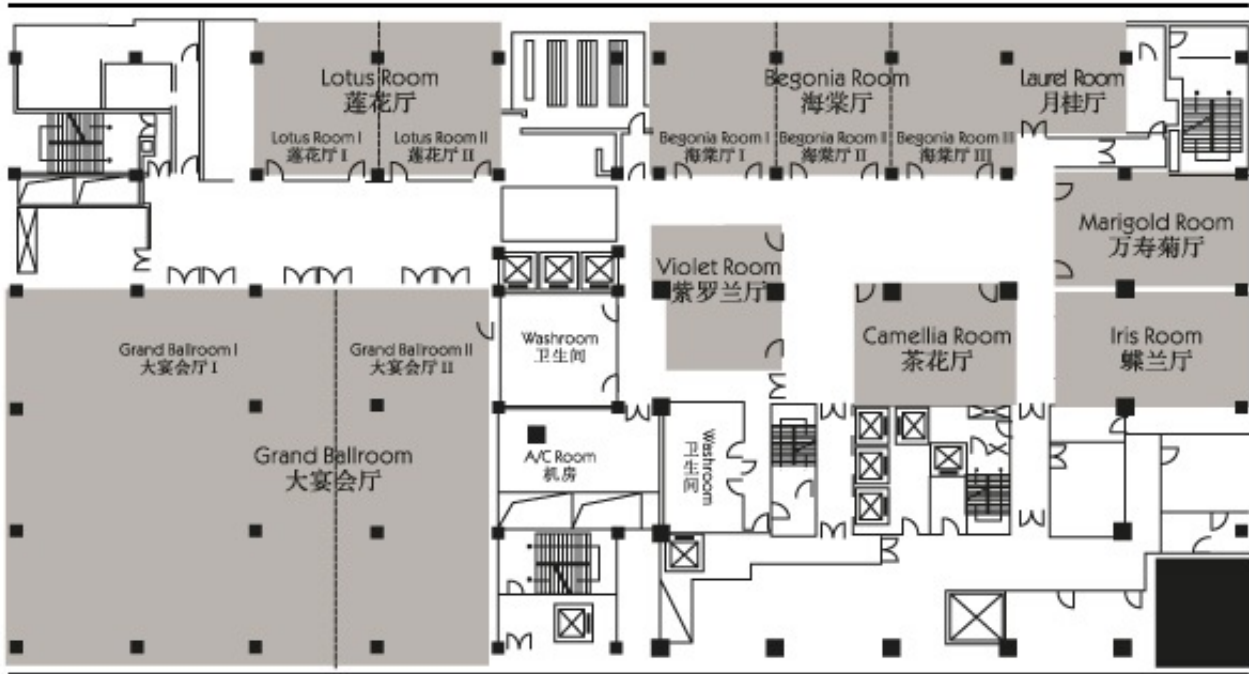 Lotus Room
莲花厅
Lotus Room I
莲花厅 I
Lotus Room II
莲花厅 II
Begonia Room
海棠厅
Begonia Room I
海棠厅 I
Begonia Room II
海棠厅 II
Begonia Room III
海棠厅 III
Laurel Room
月桂厅
Marigold Room
万寿菊厅
Violet Room
紫罗兰厅
Camellia Room
茶花厅
Iris Room
蝶兰厅
Grand Ballroom I
大宴会厅 I
Grand Ballroom II
大宴会厅 II
Grand Ballroom
大宴会厅
Washroom
卫生间
A/C Room
机房
Washroom
卫生间